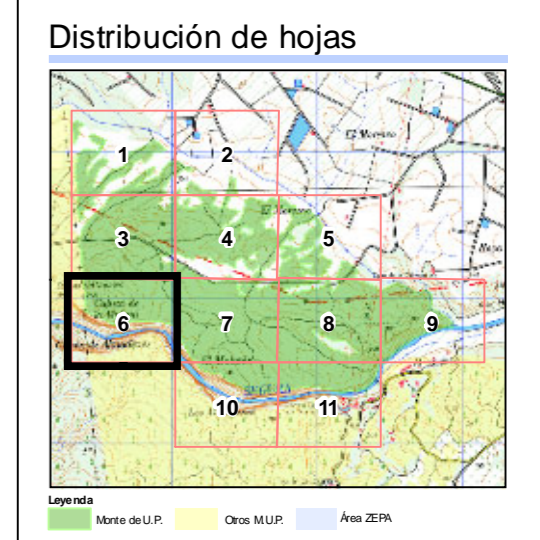 Distribución de hojas
1
2
El Moreno
3
4
5
6
7
8
9
SEGURA
10
11
Leyenda
Monte de U.P.
Otros M.U.P.
Área ZEPA